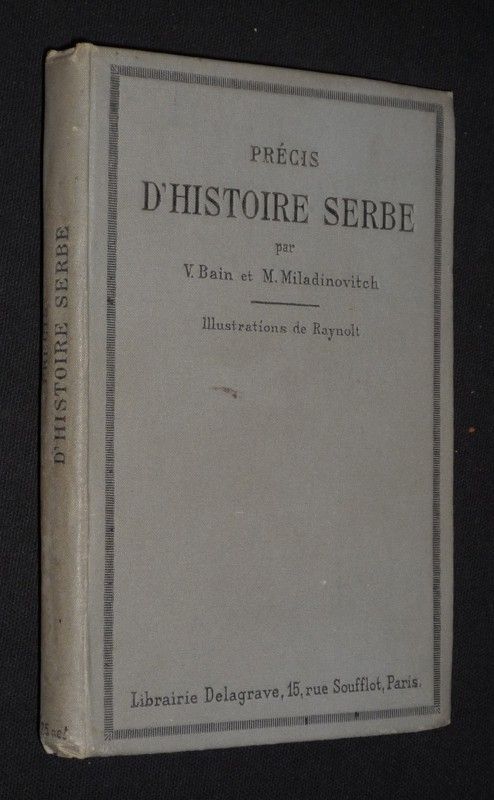 PRÉCIS
D'HISTOIRE SERBE
par
V. Bain et M. Miladinovitch
Illustrations de Raynolt
Librairie Delagrave, 15, rue Soufflot, Paris.
D'HISTOIRE SERBE